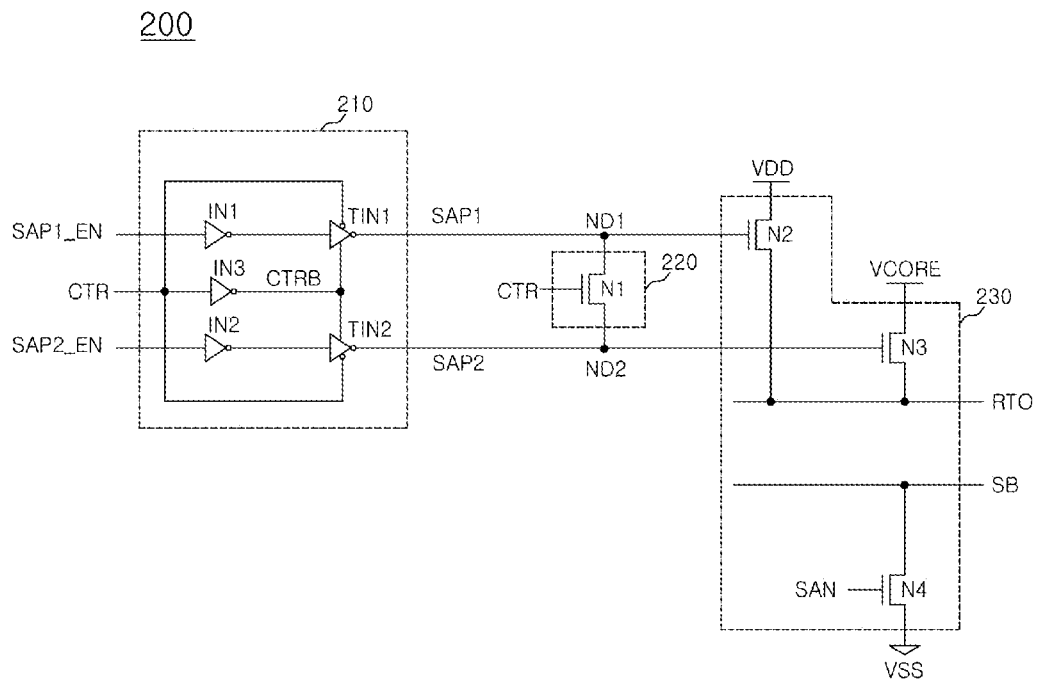 200
210
VDD
IN1
TIN1
SAP1
ND1
SAP1_EN
N2
220
VCORE
IN3
CTRB
CTR
CTR
N1
230
IN2
TIN2
SAP2_EN
SAP2
ND2
N3
RTO
SB
SAN
N4
VSS